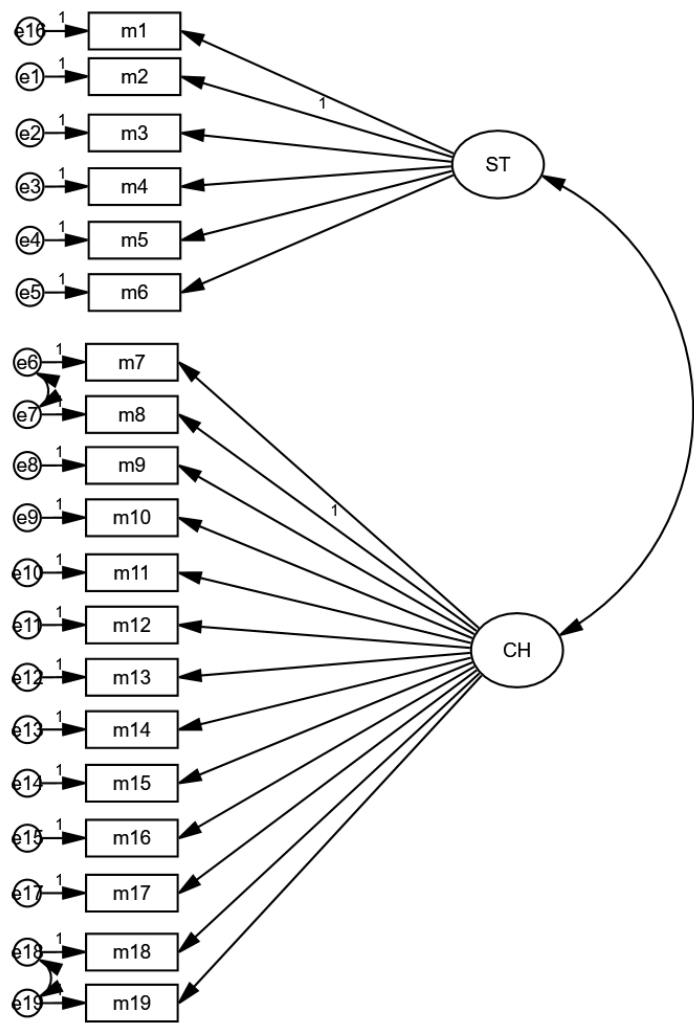 e16 1 m1
e1 1 m2
1
e2 1 m3
ST
e3 1 m4
e4 1 m5
e5 1 m6
e6 1 m7
e7 1 m8
e8 1 m9
1
e9 1 m10
e10 1 m11
e11 1 m12
CH
e12 1 m13
e13 1 m14
e14 1 m15
e15 1 m16
e17 1 m17
e18 1 m18
e19 1 m19